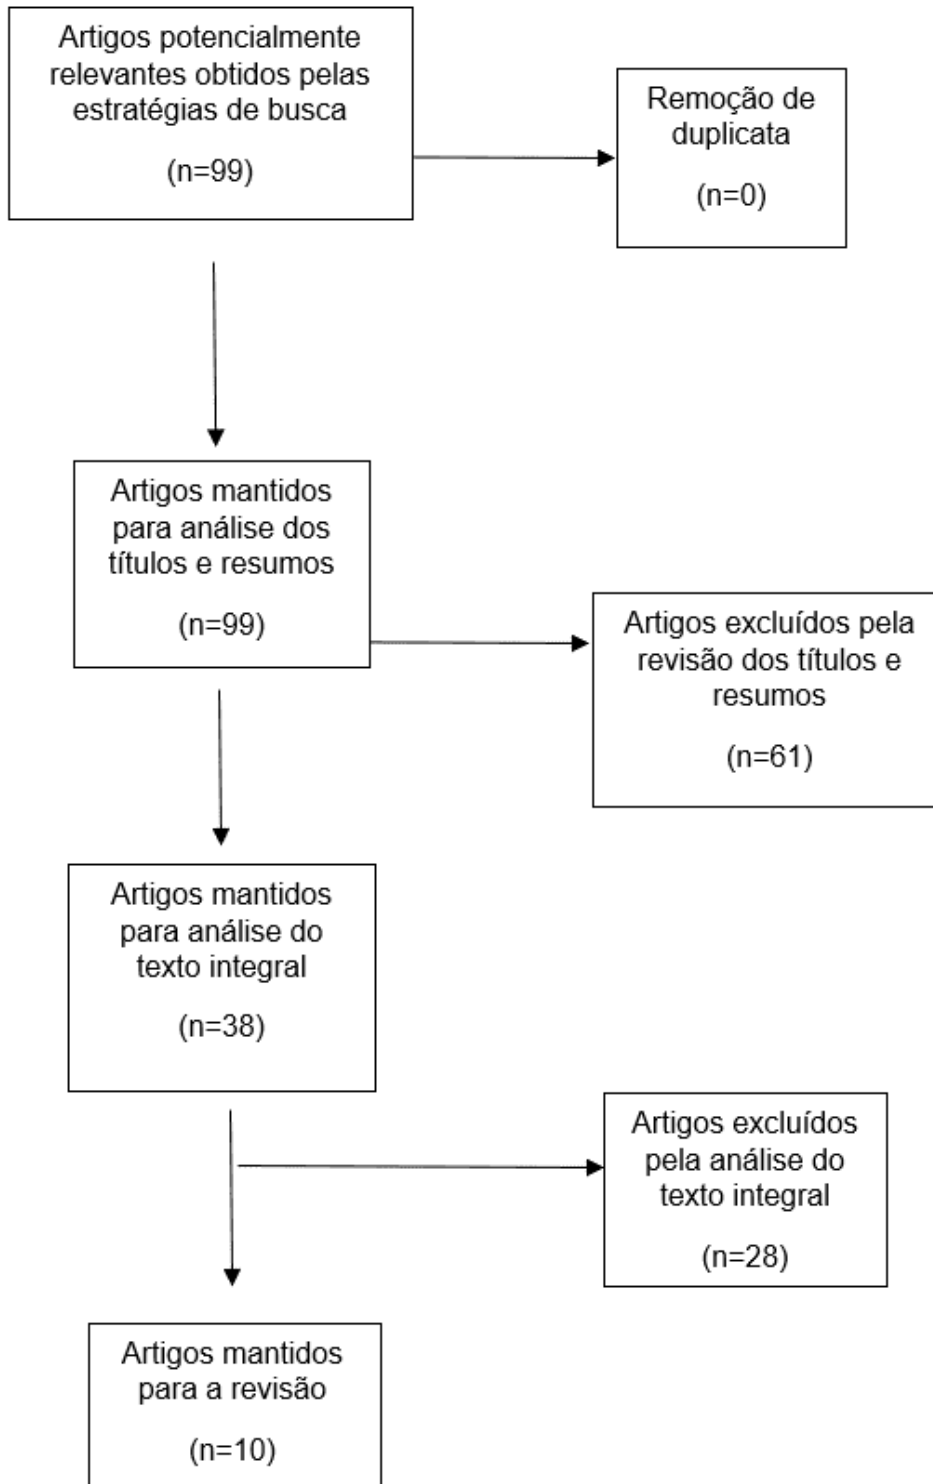 Artigos potencialmente
relevantes obtidos pelas
estratégias de busca
(n=99)
Remoção de
duplicata
(n=0)
Artigos mantidos
para análise dos
títulos e resumos
(n=99)
Artigos excluídos pela
revisão dos títulos e
resumos
(n=61)
Artigos mantidos
para análise do
texto integral
(n=38)
Artigos excluídos
pela análise do
texto integral
(n=28)
Artigos mantidos
para a revisão
(n=10)